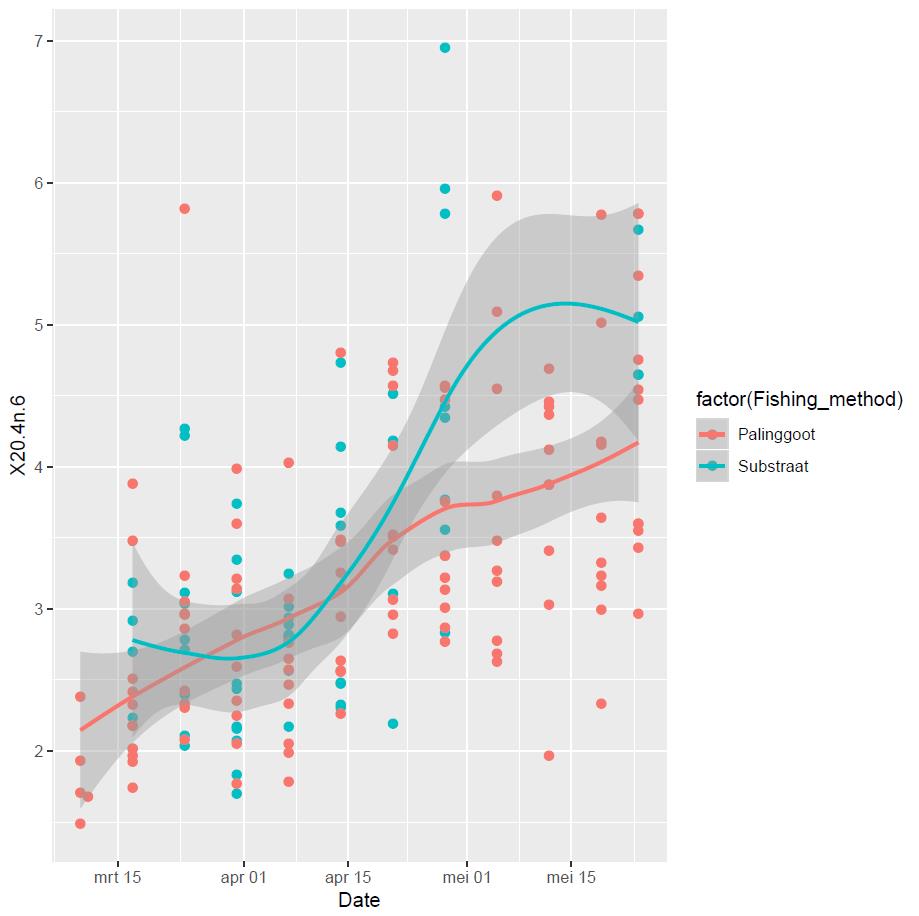 7
6
5
4
3
2
X20.4n.6
mrt 15
apr 01
apr 15
mei 01
mei 15
Date
factor(Fishing_method)
Palinggoot
Substraat